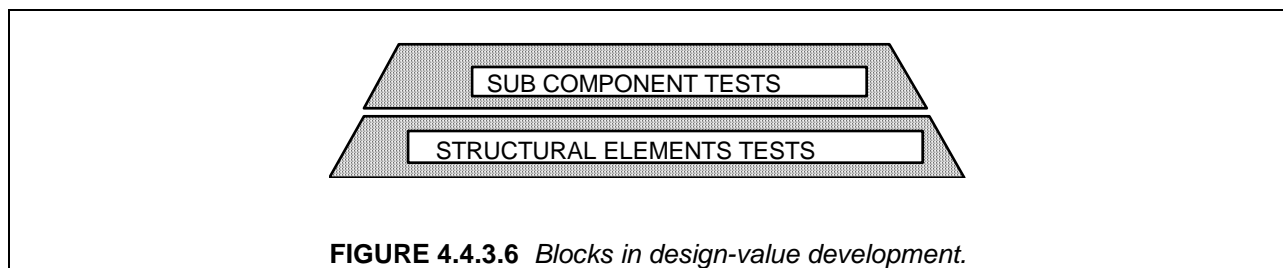 SUB COMPONENT TESTS
STRUCTURAL ELEMENTS TESTS
FIGURE 4.4.3.6 Blocks in design-value development.